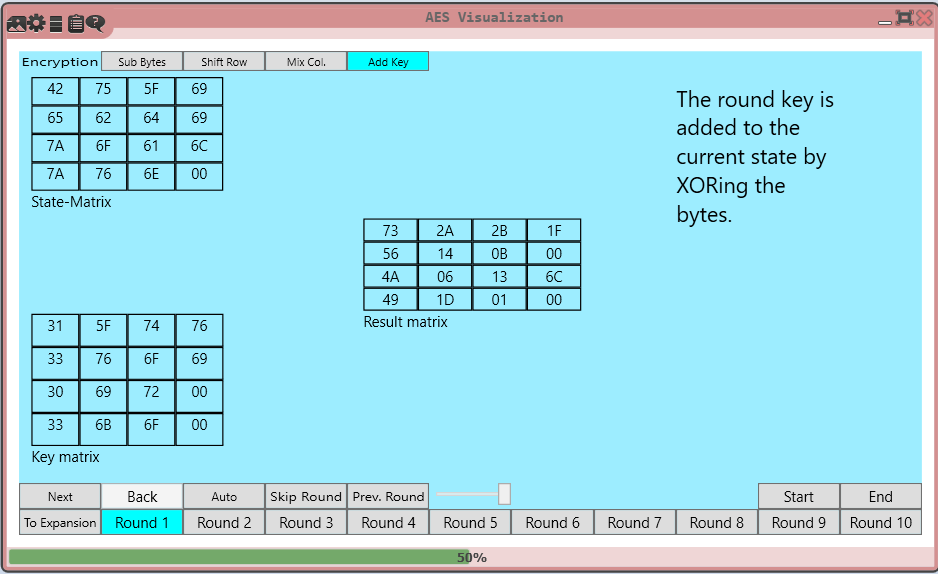 AES Visualization
Encryption Sub Bytes Shift Row Mix Col. Add Key
42 75 5F 69
65 62 64 69
7A 6F 61 6C
7A 76 6E 00
State-Matrix
The round key is
added to the
current state by
XORing the
bytes.
73 2A 2B 1F
56 14 0B 00
4A 06 13 6C
49 1D 01 00
Result matrix
31 5F 74 76
33 76 6F 69
30 69 72 00
33 6B 6F 00
Key matrix
Next Back Auto Skip Round Prev. Round Start End
To Expansion Round 1 Round 2 Round 3 Round 4 Round 5 Round 6 Round 7 Round 8 Round 9 Round 10
50%